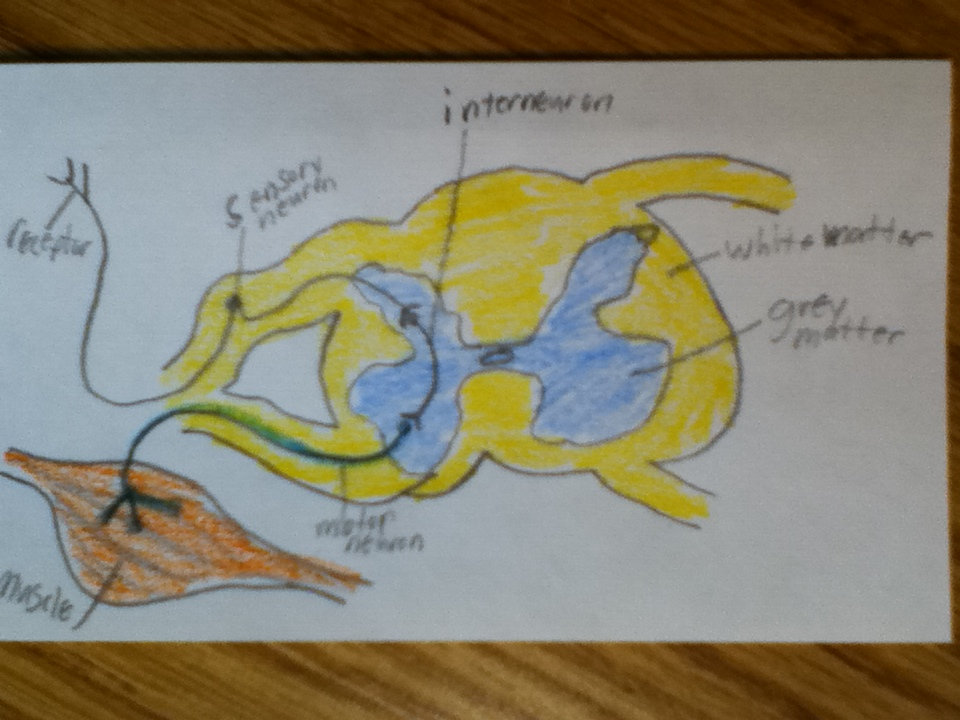 interneuron
sensory
neuron
receptor
white matter
grey
matter
motor
neuron
muscle